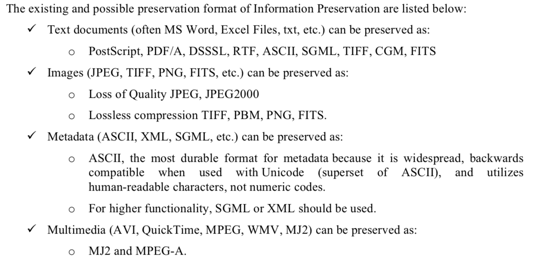 The existing and possible preservation format of Information Preservation are listed below:
✓ Text documents (often MS Word, Excel Files, txt, etc.) can be preserved as:
o PostScript, PDF/A, DSSSL, RTF, ASCII, SGML, TIFF, CGM, FITS
✓ Images (JPEG, TIFF, PNG, FITS, etc.) can be preserved as:
o Loss of Quality JPEG, JPEG2000
o Lossless compression TIFF, PBM, PNG, FITS.
✓ Metadata (ASCII, XML, SGML, etc.) can be preserved as:
o ASCII, the most durable format for metadata because it is widespread, backwards
compatible when used with Unicode (superset of ASCII), and utilizes
human-readable characters, not numeric codes.
o For higher functionality, SGML or XML should be used.
✓ Multimedia (AVI, QuickTime, MPEG, WMV, MJ2) can be preserved as:
o MJ2 and MPEG-A.